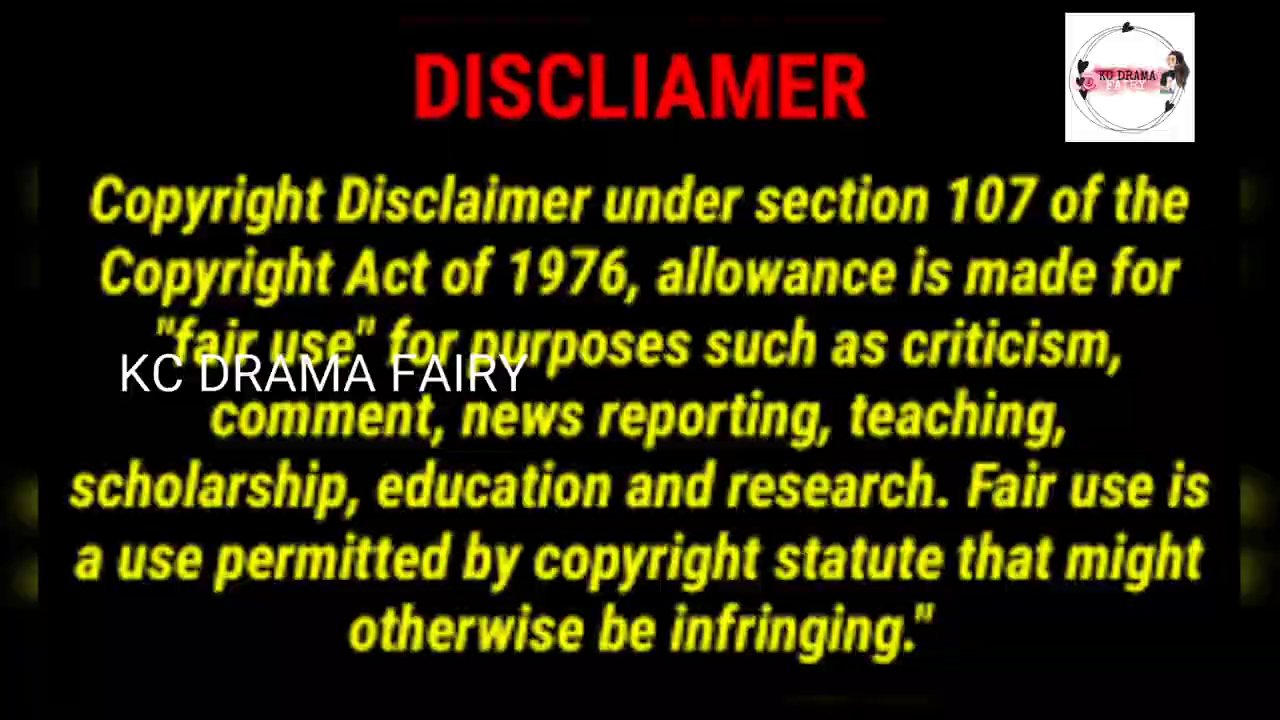 DISCLIAMER
KC DRAMA
FAIRY
Copyright Disclaimer under section 107 of the
Copyright Act of 1976, allowance is made for
"fair use" for purposes such as criticism,
KC DRAMA FAIRY
comment, news reporting, teaching,
scholarship, education and research. Fair use is
a use permitted by copyright statute that might
otherwise be infringing."